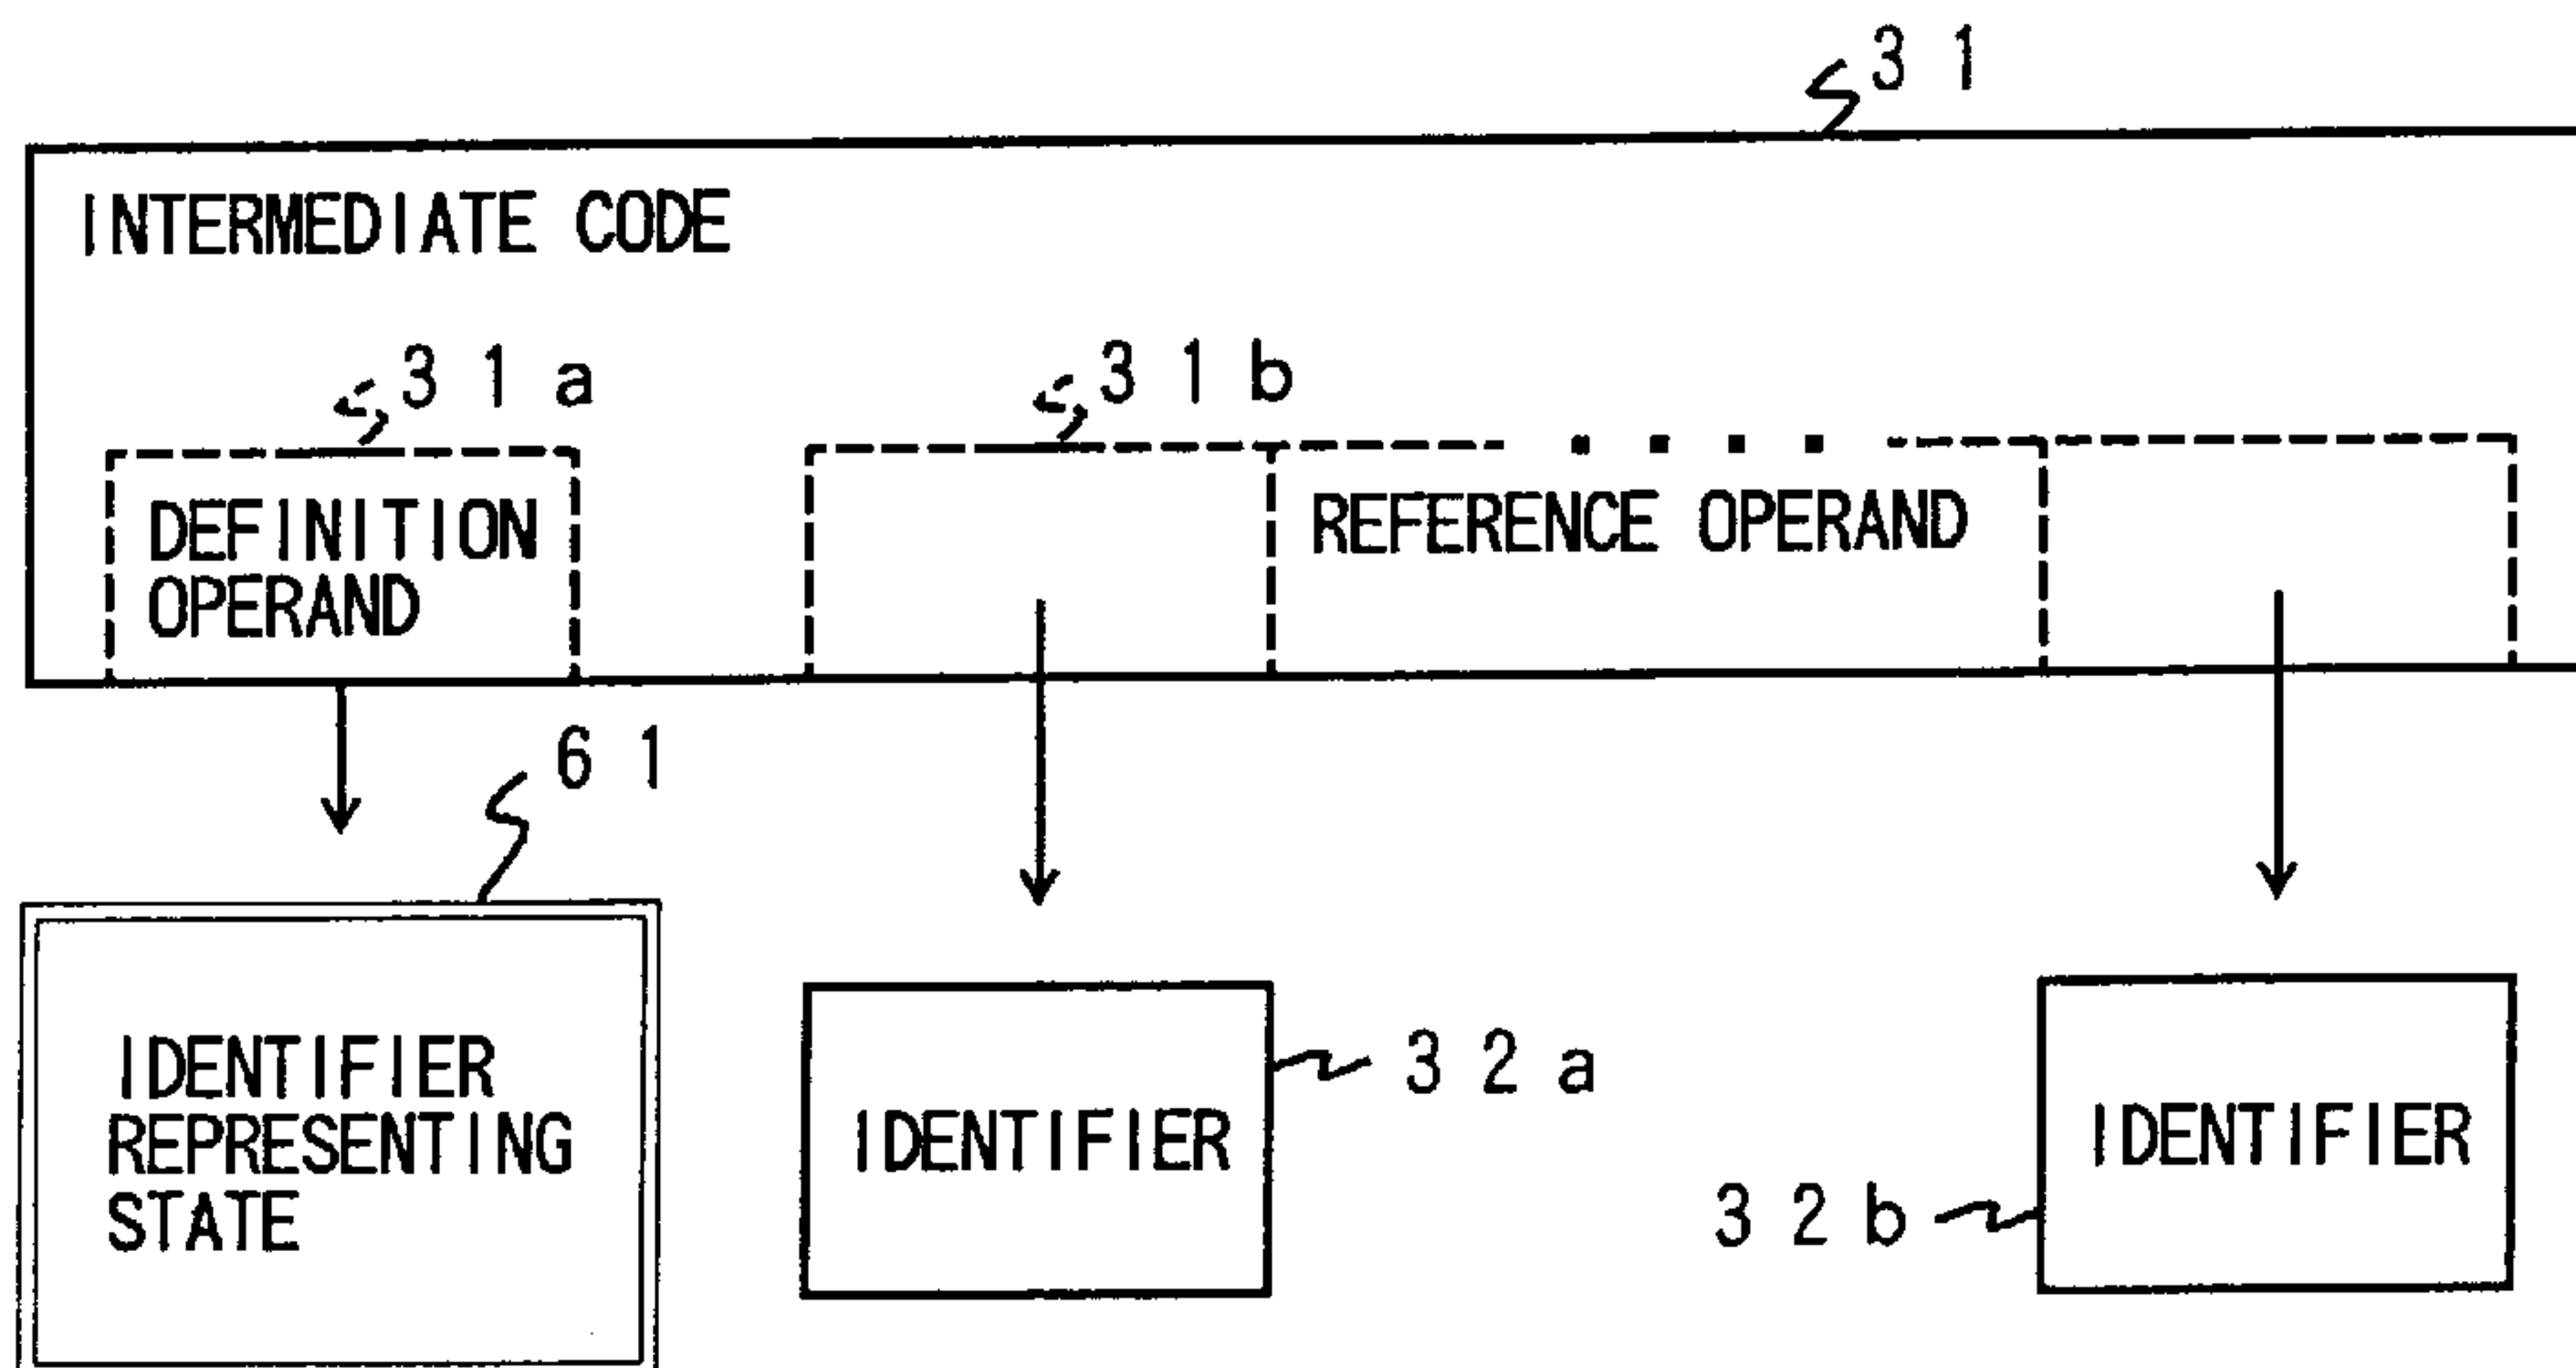 31
INTERMEDIATE CODE
31a
31b
DEFINITION
OPERAND
REFERENCE OPERAND
61
IDENTIFIER
REPRESENTING
STATE
IDENTIFIER
32a
32b
IDENTIFIER